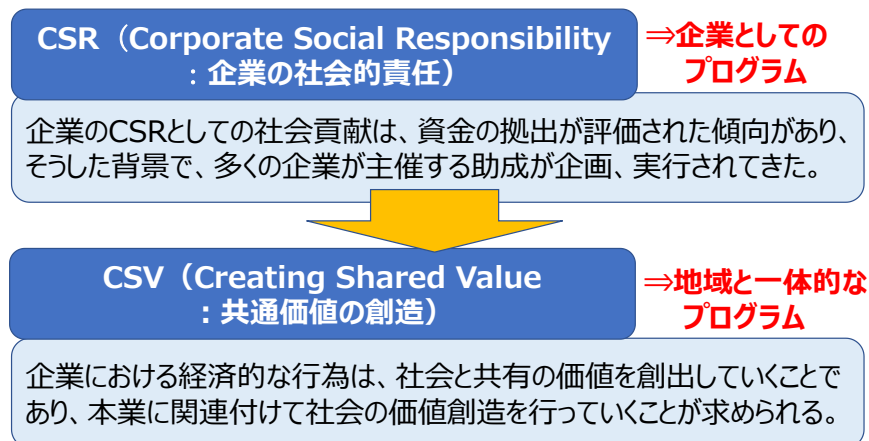 CSR（Corporate Social Responsibility
：企業の社会的責任）
⇒企業としての
プログラム
企業のCSRとしての社会貢献は、資金の拠出が評価された傾向があり、
そうした背景で、多くの企業が主催する助成が企画、実行されてきた。
CSV（Creating Shared Value
：共通価値の創造）
⇒地域と一体的な
プログラム
企業における経済的な行為は、社会と共有の価値を創出していくことで
あり、本業に関連付けて社会の価値創造を行っていくことが求められる。